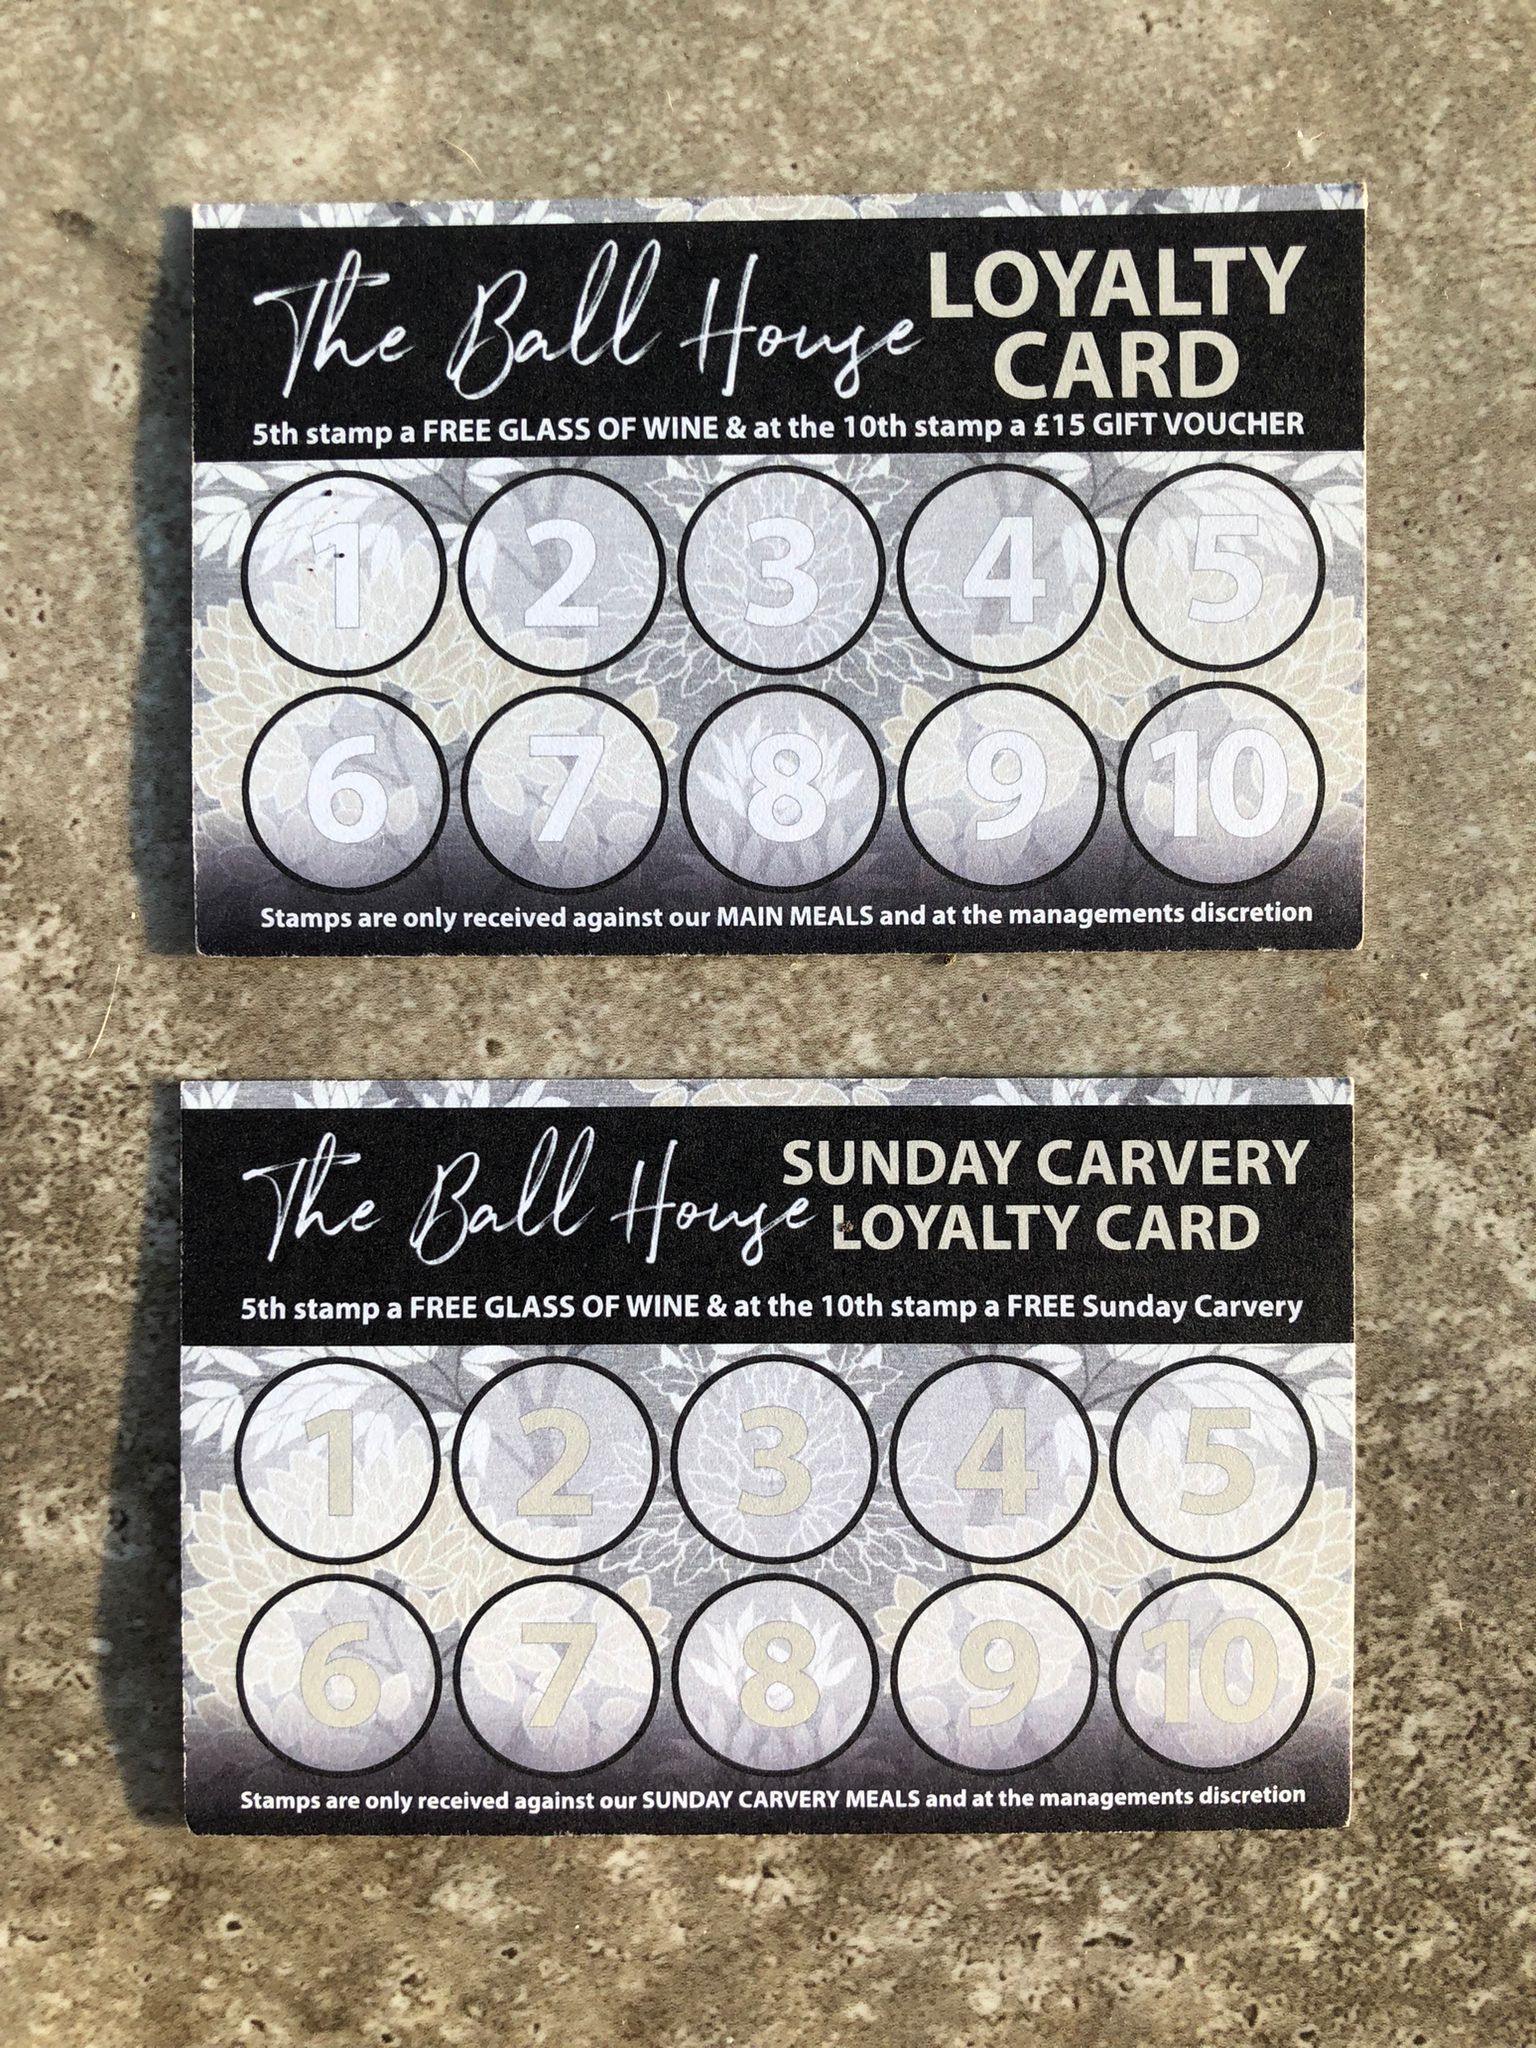 The Ball House LOYALTY
CARD
5th stamp a FREE GLASS OF WINE & at the 10th stamp a £15 GIFT VOUCHER
1 2 3 4 5
6 7 8 9 10
Stamps are only received against our MAIN MEALS and at the managements discretion
The Ball House SUNDAY CARVERY
LOYALTY CARD
5th stamp a FREE GLASS OF WINE & at the 10th stamp a FREE Sunday Carvery
1 2 3 4 5
6 7 8 9 10
Stamps are only received against our SUNDAY CARVERY MEALS and at the managements discretion